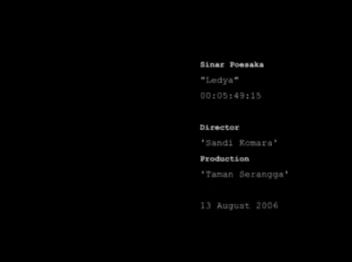 Sinar Poesaka
"Ledya"
00:05:49:15
Director
'Sandi Komara'
Production
'Taman Serangga'
13 August 2006